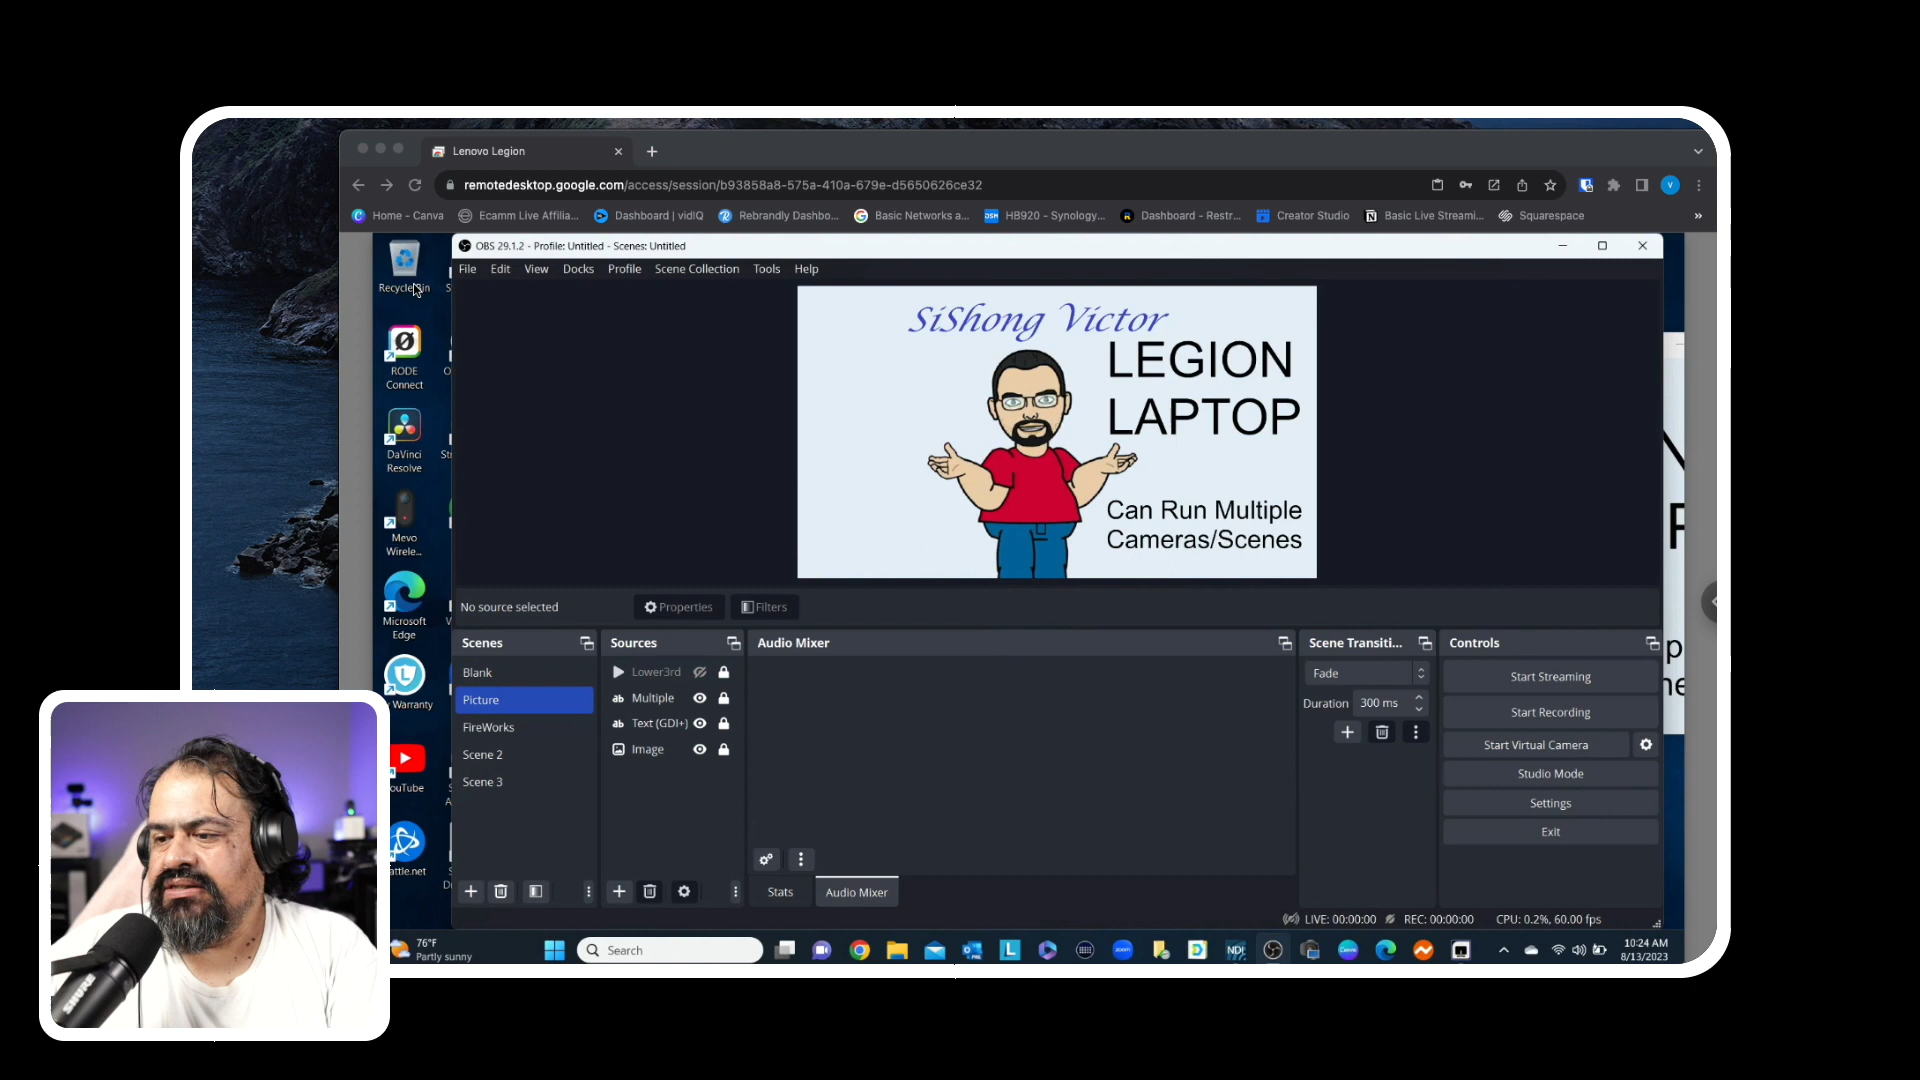 Lenovo Legion
remotedesktop.google.com/access/session/b93858a8-575a-410a-679e-d5650626ce32
Home - Canva
Ecamm Live Affilia...
Dashboard | vidIQ
Rebrandly Dashbo...
Basic Networks a...
DSM
HB920 - Synology...
Dashboard - Restr...
Creator Studio
Basic Live Streami...
Squarespace
»
Recycle Bin
RODE
Connect
DaVinci
Resolve
Mevo
Wirele...
Microsoft
Edge
Warranty
ouTube
attle.net
OBS 29.1.2 - Profile: Untitled - Scenes: Untitled
File Edit View Docks Profile Scene Collection Tools Help
SiShong Victor
LEGION
LAPTOP
Can Run Multiple
Cameras/Scenes
No source selected
Properties
Filters
Scenes
Blank
Picture
FireWorks
Scene 2
Scene 3
Sources
Lower3rd
ab Multiple
ab Text (GDI+)
Image
Audio Mixer
Stats
Audio Mixer
Scene Transiti...
Fade
Duration 300 ms
Controls
Start Streaming
Start Recording
Start Virtual Camera
Studio Mode
Settings
Exit
LIVE: 00:00:00 REC: 00:00:00 CPU: 0.2%, 60.00 fps
76°F
Partly sunny
Search
zoom
NDI
10:24 AM
8/13/2023
SHURE